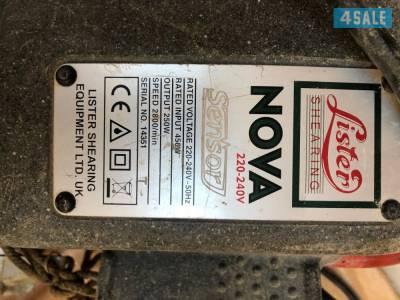 4SALE
Lister
SHEARING
NOVA
220-240V
Sensor
RATED VOLTAGE 220-240V~50Hz
RATED INPUT 450W
OUTPUT 250W
SPEED 2800/min
SERIAL NO. 14351
CE
LISTER SHEARING
EQUIPMENT LTD. UK